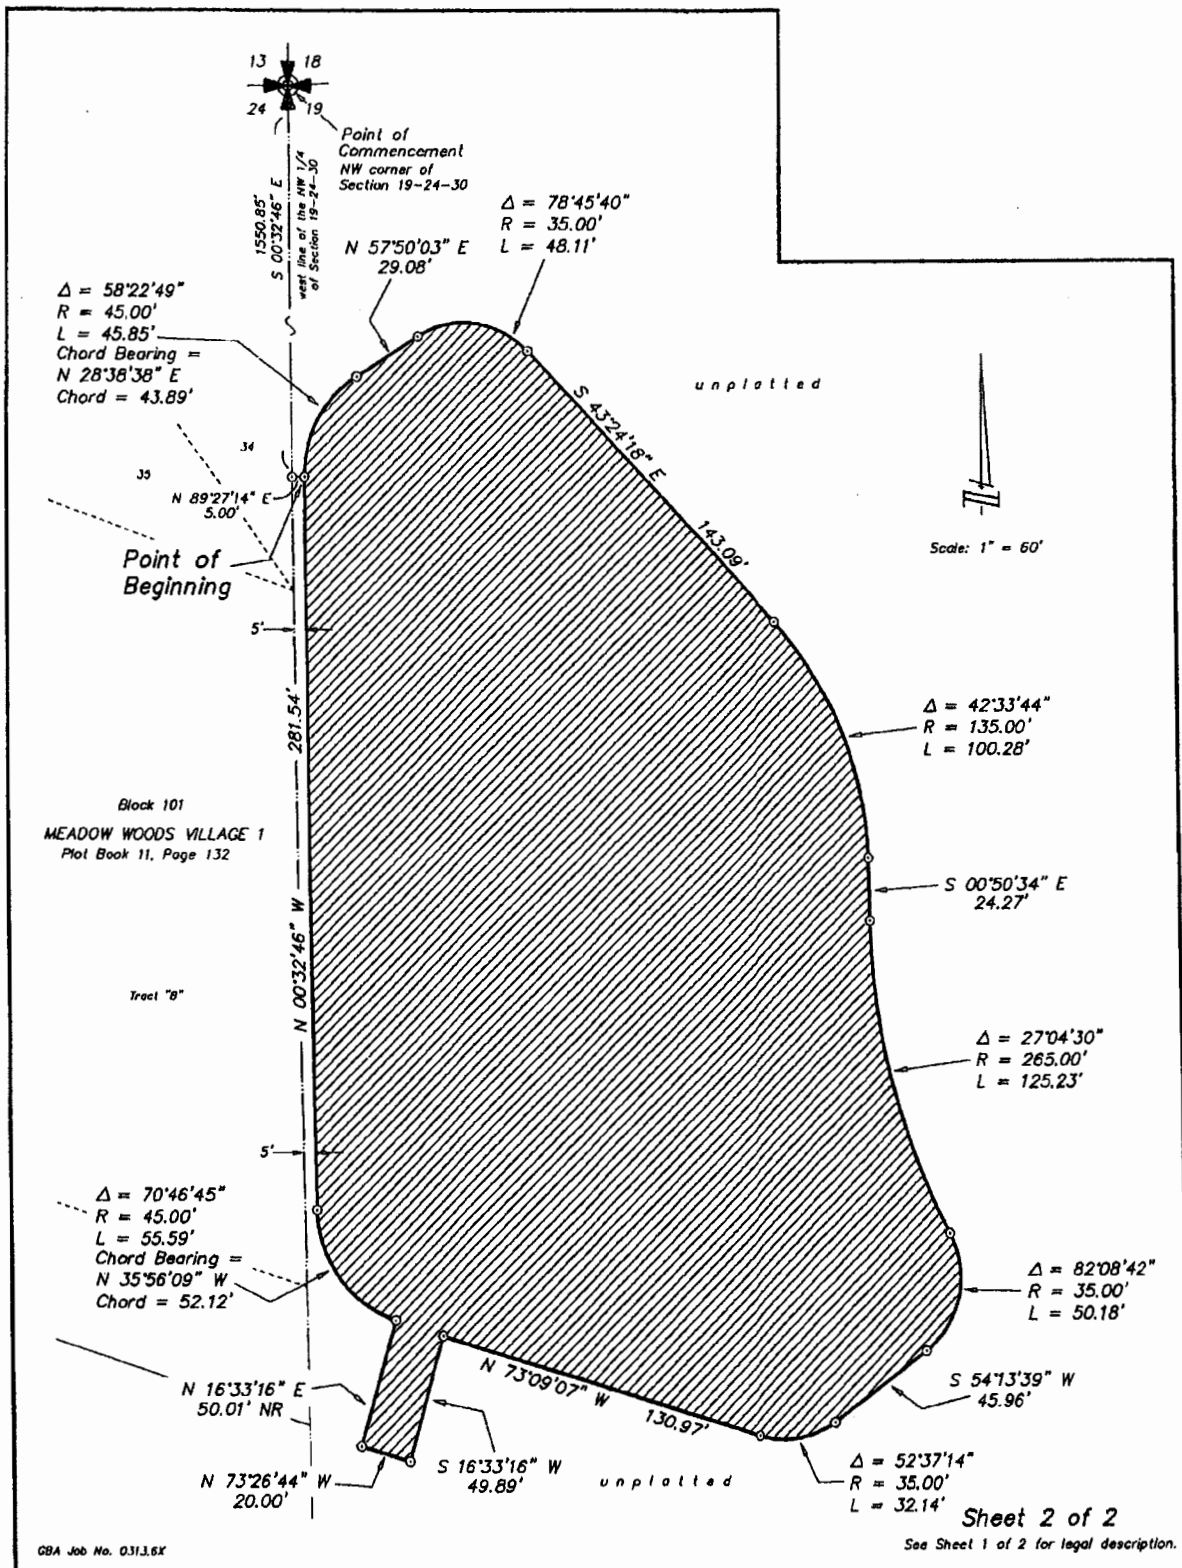 13 18
24 19
Point of
Commencement
NW corner of
Section 19-24-30
1550.85'
S 00°32'46" E
west line of the NW 1/4
of Section 19-24-30
Δ = 78°45'40"
R = 35.00'
L = 48.11'
N 57°50'03" E
29.08'
Δ = 58°22'49"
R = 45.00'
L = 45.85'
Chord Bearing =
N 28°38'38" E
Chord = 43.89'
unplatted
S 43°24'18" E
143.09'
34
35
N 89°27'14" E
5.00'
Point of
Beginning
Scale: 1" = 60'
5'
281.54'
N 00°32'46" W
Δ = 42°33'44"
R = 135.00'
L = 100.28'
Block 101
MEADOW WOODS VILLAGE 1
Plat Book 11, Page 132
S 00°50'34" E
24.27'
Tract "B"
Δ = 27°04'30"
R = 265.00'
L = 125.23'
5'
Δ = 70°46'45"
R = 45.00'
L = 55.59'
Chord Bearing =
N 35°56'09" W
Chord = 52.12'
Δ = 82°08'42"
R = 35.00'
L = 50.18'
N 73°09'07" W
130.97'
S 54°13'39" W
45.96'
N 16°33'16" E
50.01' NR
S 16°33'16" W
49.89'
N 73°26'44" W
20.00'
unplatted
Δ = 52°37'14"
R = 35.00'
L = 32.14'
Sheet 2 of 2
See Sheet 1 of 2 for legal description.
GBA Job No. 0313.6X